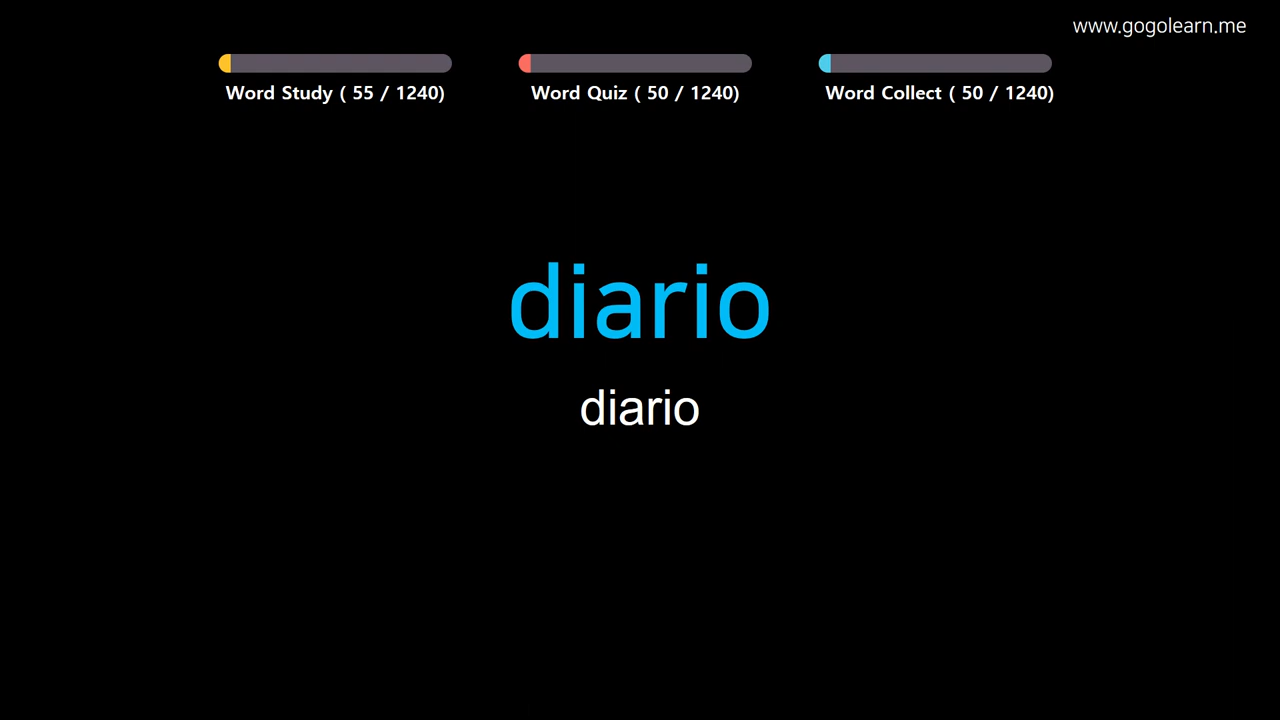 www.gogolearn.me
Word Study ( 55 / 1240)
Word Quiz ( 50 / 1240)
Word Collect ( 50 / 1240)
diario
diario